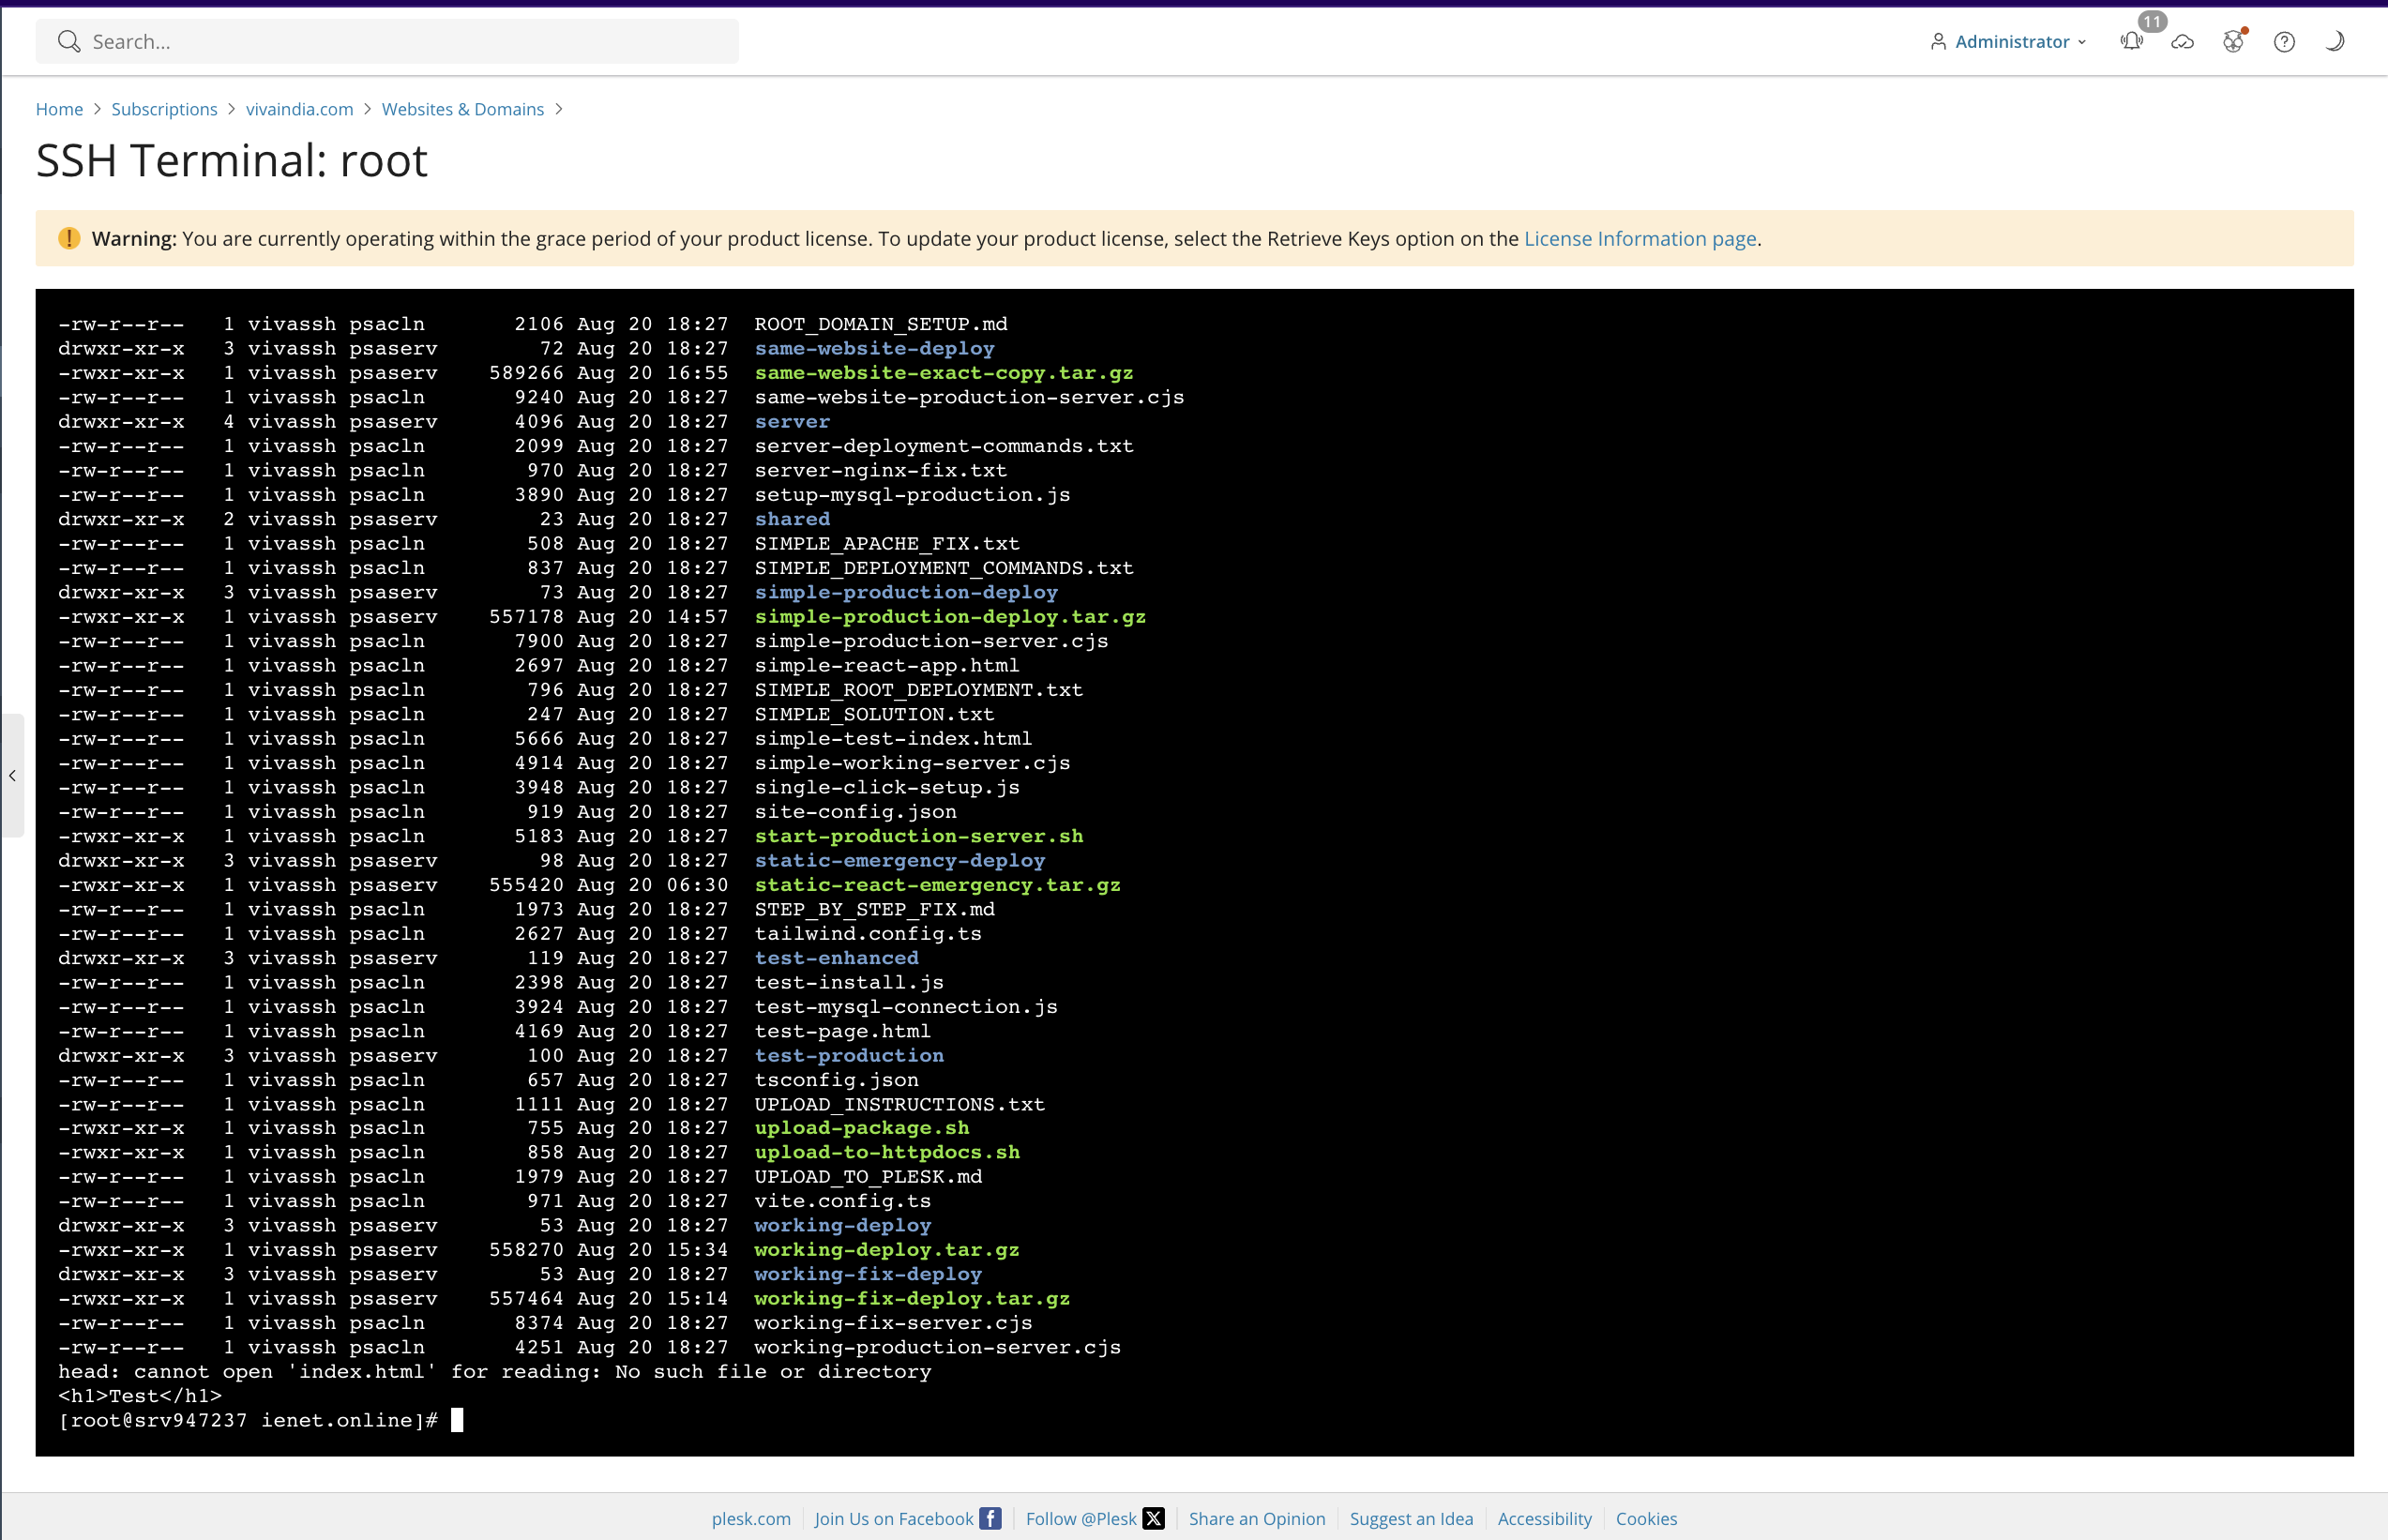 Search...
Administrator
11
Home > Subscriptions > vivaindia.com > Websites & Domains >
SSH Terminal: root
Warning: You are currently operating within the grace period of your product license. To update your product license, select the Retrieve Keys option on the License Information page.
-rw-r--r-- 1 vivassh psacln 2106 Aug 20 18:27 ROOT_DOMAIN_SETUP.md
drwxr-xr-x 3 vivassh psaserv 72 Aug 20 18:27 same-website-deploy
-rwxr-xr-x 1 vivassh psaserv 589266 Aug 20 16:55 same-website-exact-copy.tar.gz
-rw-r--r-- 1 vivassh psacln 9240 Aug 20 18:27 same-website-production-server.cjs
drwxr-xr-x 4 vivassh psaserv 4096 Aug 20 18:27 server
-rw-r--r-- 1 vivassh psacln 2099 Aug 20 18:27 server-deployment-commands.txt
-rw-r--r-- 1 vivassh psacln 970 Aug 20 18:27 server-nginx-fix.txt
-rw-r--r-- 1 vivassh psacln 3890 Aug 20 18:27 setup-mysql-production.js
drwxr-xr-x 2 vivassh psaserv 23 Aug 20 18:27 shared
-rw-r--r-- 1 vivassh psacln 508 Aug 20 18:27 SIMPLE_APACHE_FIX.txt
-rw-r--r-- 1 vivassh psacln 837 Aug 20 18:27 SIMPLE_DEPLOYMENT_COMMANDS.txt
drwxr-xr-x 3 vivassh psaserv 73 Aug 20 18:27 simple-production-deploy
-rwxr-xr-x 1 vivassh psaserv 557178 Aug 20 14:57 simple-production-deploy.tar.gz
-rw-r--r-- 1 vivassh psacln 7900 Aug 20 18:27 simple-production-server.cjs
-rw-r--r-- 1 vivassh psacln 2697 Aug 20 18:27 simple-react-app.html
-rw-r--r-- 1 vivassh psacln 796 Aug 20 18:27 SIMPLE_ROOT_DEPLOYMENT.txt
-rw-r--r-- 1 vivassh psacln 247 Aug 20 18:27 SIMPLE_SOLUTION.txt
-rw-r--r-- 1 vivassh psacln 5666 Aug 20 18:27 simple-test-index.html
-rw-r--r-- 1 vivassh psacln 4914 Aug 20 18:27 simple-working-server.cjs
-rw-r--r-- 1 vivassh psacln 3948 Aug 20 18:27 single-click-setup.js
-rw-r--r-- 1 vivassh psacln 919 Aug 20 18:27 site-config.json
-rwxr-xr-x 1 vivassh psacln 5183 Aug 20 18:27 start-production-server.sh
drwxr-xr-x 3 vivassh psaserv 98 Aug 20 18:27 static-emergency-deploy
-rwxr-xr-x 1 vivassh psaserv 555420 Aug 20 06:30 static-react-emergency.tar.gz
-rw-r--r-- 1 vivassh psacln 1973 Aug 20 18:27 STEP_BY_STEP_FIX.md
-rw-r--r-- 1 vivassh psacln 2627 Aug 20 18:27 tailwind.config.ts
drwxr-xr-x 3 vivassh psaserv 119 Aug 20 18:27 test-enhanced
-rw-r--r-- 1 vivassh psacln 2398 Aug 20 18:27 test-install.js
-rw-r--r-- 1 vivassh psacln 3924 Aug 20 18:27 test-mysql-connection.js
-rw-r--r-- 1 vivassh psacln 4169 Aug 20 18:27 test-page.html
drwxr-xr-x 3 vivassh psaserv 100 Aug 20 18:27 test-production
-rw-r--r-- 1 vivassh psacln 657 Aug 20 18:27 tsconfig.json
-rw-r--r-- 1 vivassh psacln 1111 Aug 20 18:27 UPLOAD_INSTRUCTIONS.txt
-rwxr-xr-x 1 vivassh psacln 755 Aug 20 18:27 upload-package.sh
-rwxr-xr-x 1 vivassh psacln 858 Aug 20 18:27 upload-to-httpdocs.sh
-rw-r--r-- 1 vivassh psacln 1979 Aug 20 18:27 UPLOAD_TO_PLESK.md
-rw-r--r-- 1 vivassh psacln 971 Aug 20 18:27 vite.config.ts
drwxr-xr-x 3 vivassh psaserv 53 Aug 20 18:27 working-deploy
-rwxr-xr-x 1 vivassh psaserv 558270 Aug 20 15:34 working-deploy.tar.gz
drwxr-xr-x 3 vivassh psaserv 53 Aug 20 18:27 working-fix-deploy
-rwxr-xr-x 1 vivassh psaserv 557464 Aug 20 15:14 working-fix-deploy.tar.gz
-rw-r--r-- 1 vivassh psacln 8374 Aug 20 18:27 working-fix-server.cjs
-rw-r--r-- 1 vivassh psacln 4251 Aug 20 18:27 working-production-server.cjs
head: cannot open 'index.html' for reading: No such file or directory
<h1>Test</h1>
[root@srv947237 ienet.online]#
plesk.com Join Us on Facebook Follow @Plesk Share an Opinion Suggest an Idea Accessibility Cookies